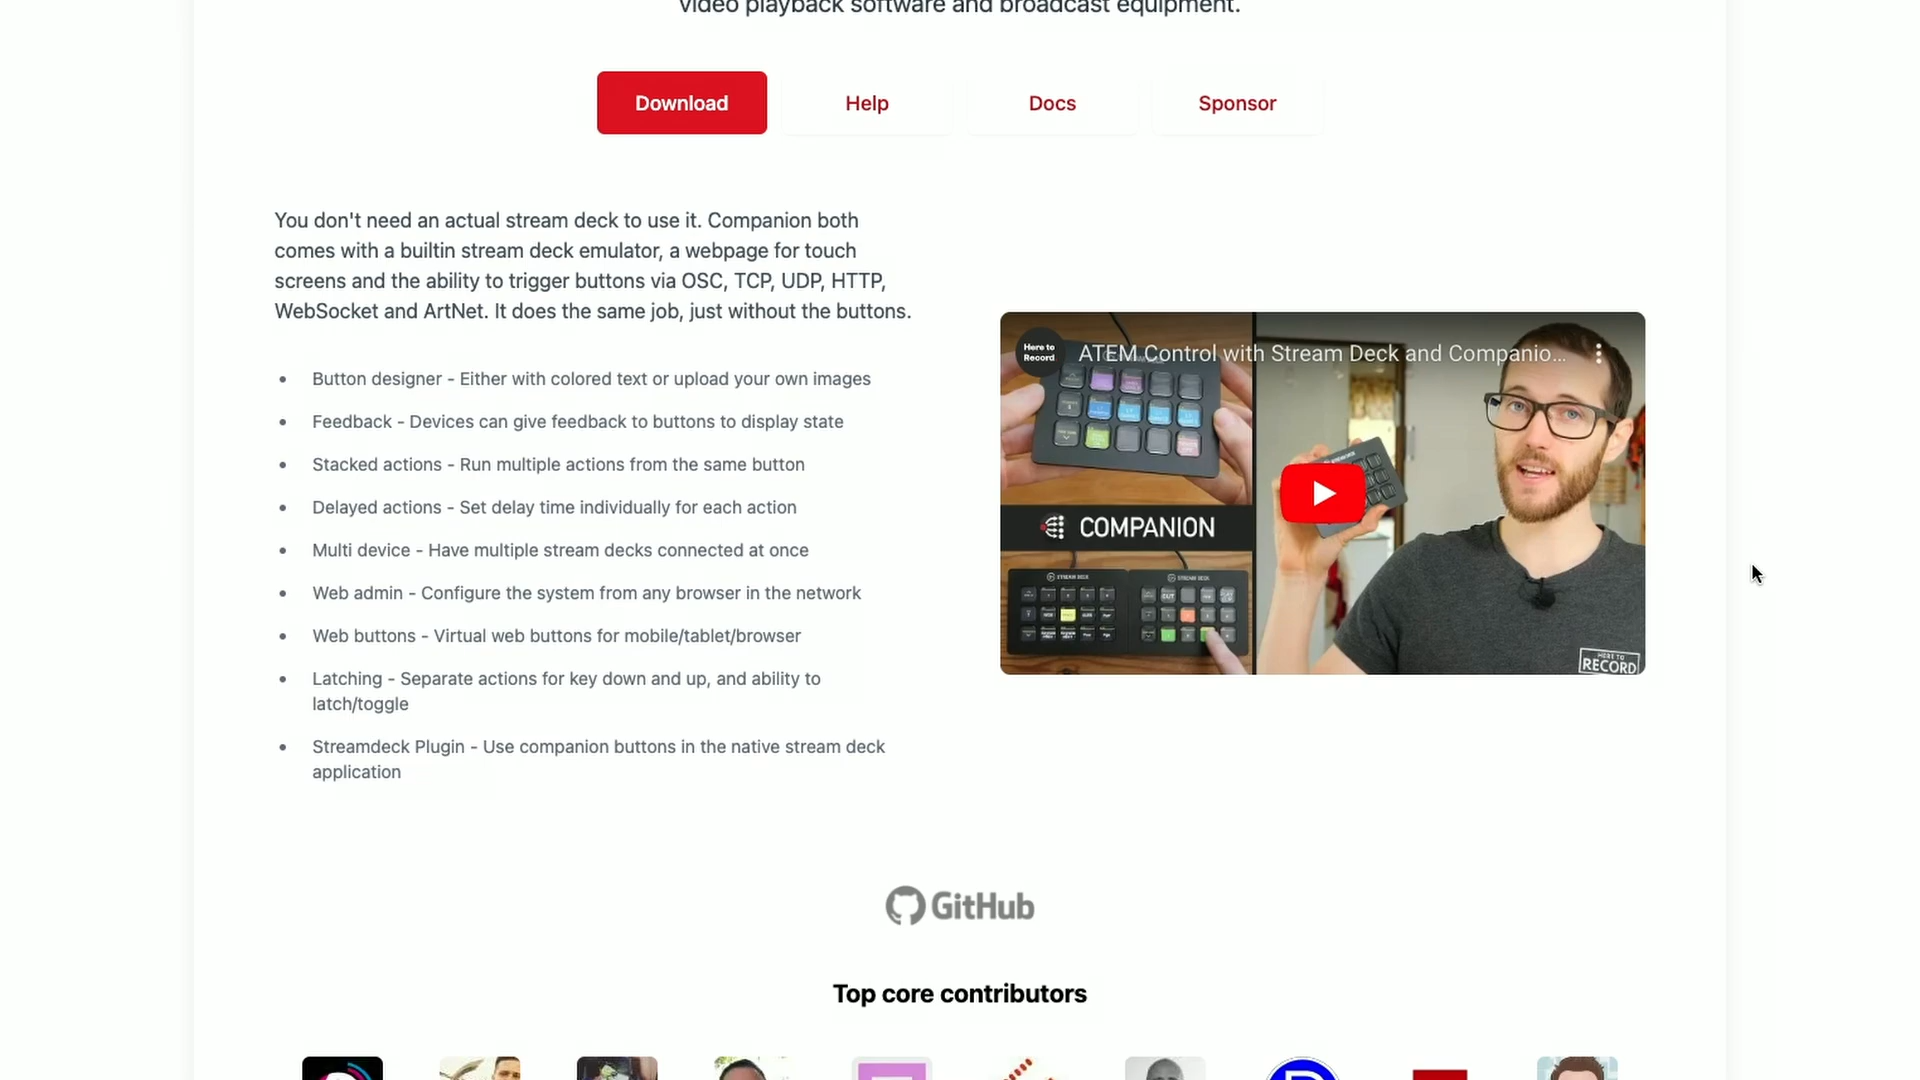 video playback software and broadcast equipment.
Download
Help
Docs
Sponsor
You don't need an actual stream deck to use it. Companion both
comes with a builtin stream deck emulator, a webpage for touch
screens and the ability to trigger buttons via OSC, TCP, UDP, HTTP,
WebSocket and ArtNet. It does the same job, just without the buttons.
• Button designer - Either with colored text or upload your own images
• Feedback - Devices can give feedback to buttons to display state
• Stacked actions - Run multiple actions from the same button
• Delayed actions - Set delay time individually for each action
• Multi device - Have multiple stream decks connected at once
• Web admin - Configure the system from any browser in the network
• Web buttons - Virtual web buttons for mobile/tablet/browser
• Latching - Separate actions for key down and up, and ability to
latch/toggle
• Streamdeck Plugin - Use companion buttons in the native stream deck
application
Here to
Record
ATEM Control with Stream Deck and Companio...
COMPANION
STREAM DECK
STREAM DECK
HERE TO
RECORD
GitHub
Top core contributors